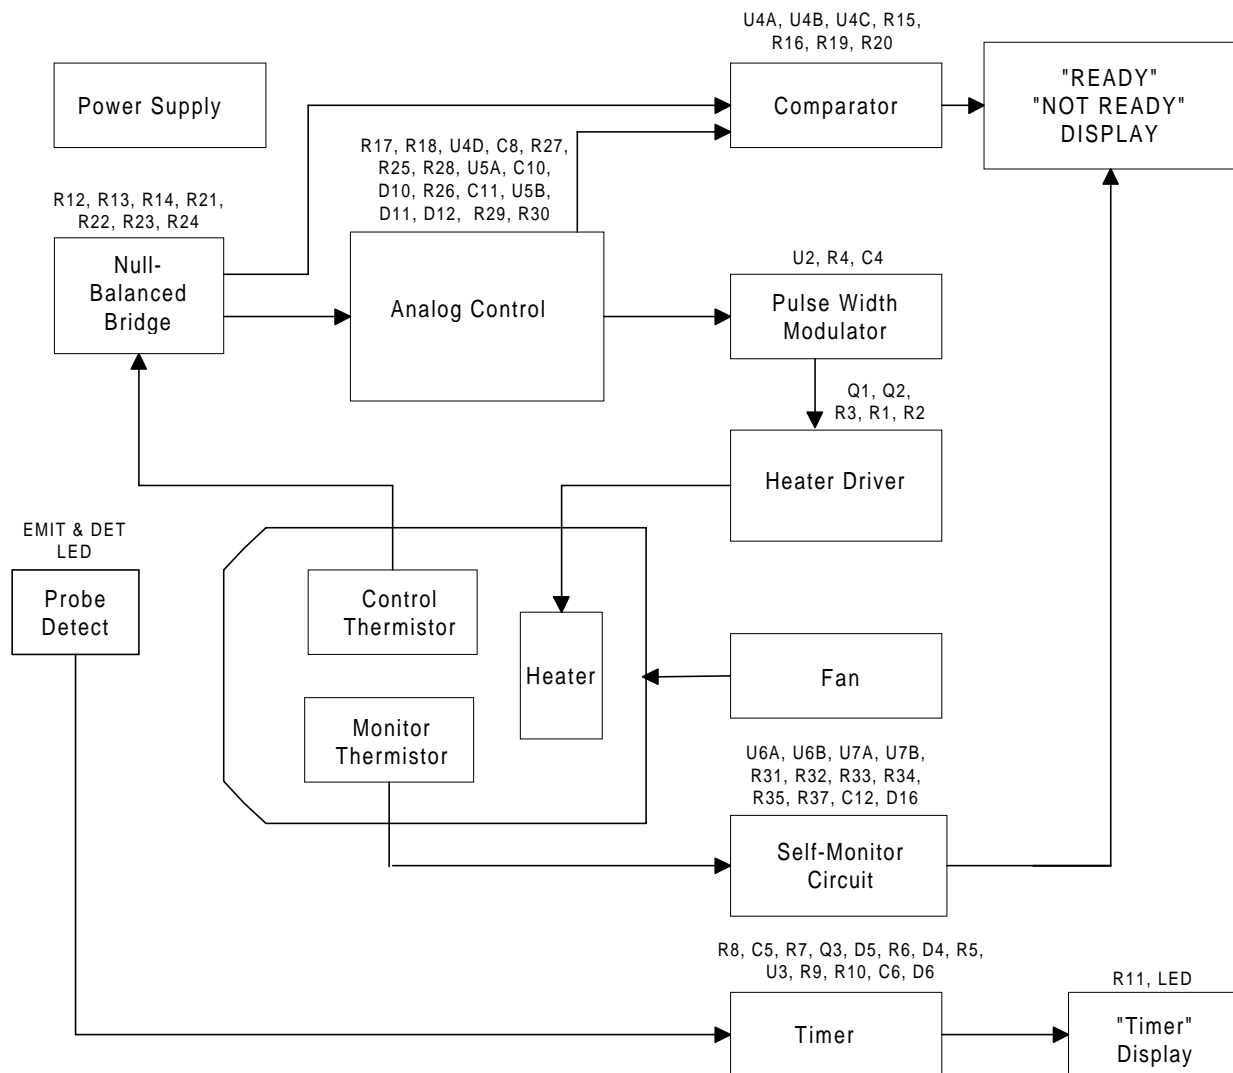 U4A, U4B, U4C, R15,
R16, R19, R20
"READY"
"NOT READY"
DISPLAY
Power Supply
Comparator
R17, R18, U4D, C8, R27,
R25, R28, U5A, C10,
D10, R26, C11, U5B,
D11, D12, R29, R30
R12, R13, R14, R21,
R22, R23, R24
Null-
Balanced
Bridge
Analog Control
U2, R4, C4
Pulse Width
Modulator
Q1, Q2,
R3, R1, R2
Heater Driver
EMIT & DET
LED
Probe
Detect
Control
Thermistor
Heater
Fan
Monitor
Thermistor
U6A, U6B, U7A, U7B,
R31, R32, R33, R34,
R35, R37, C12, D16
Self-Monitor
Circuit
R8, C5, R7, Q3, D5, R6, D4, R5,
U3, R9, R10, C6, D6
Timer
R11, LED
"Timer"
Display